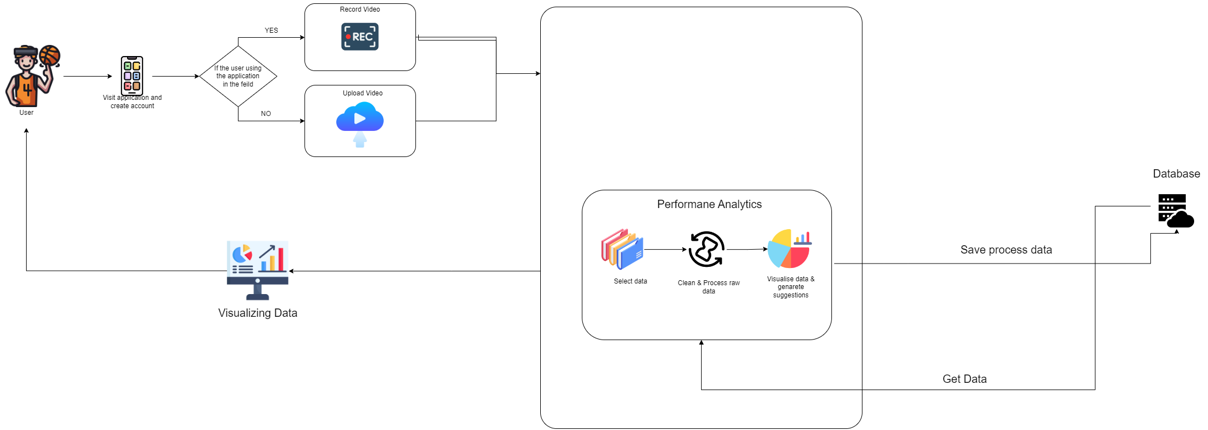 Record Video
REC
YES
If the user using
the application
in the feild
Visit application and
create account
User
NO
Upload Video
Database
Performane Analytics
Select data
Clean & Process raw
data
Visualise data &
genarete
suggestions
Save process data
Visualizing Data
Get Data
4